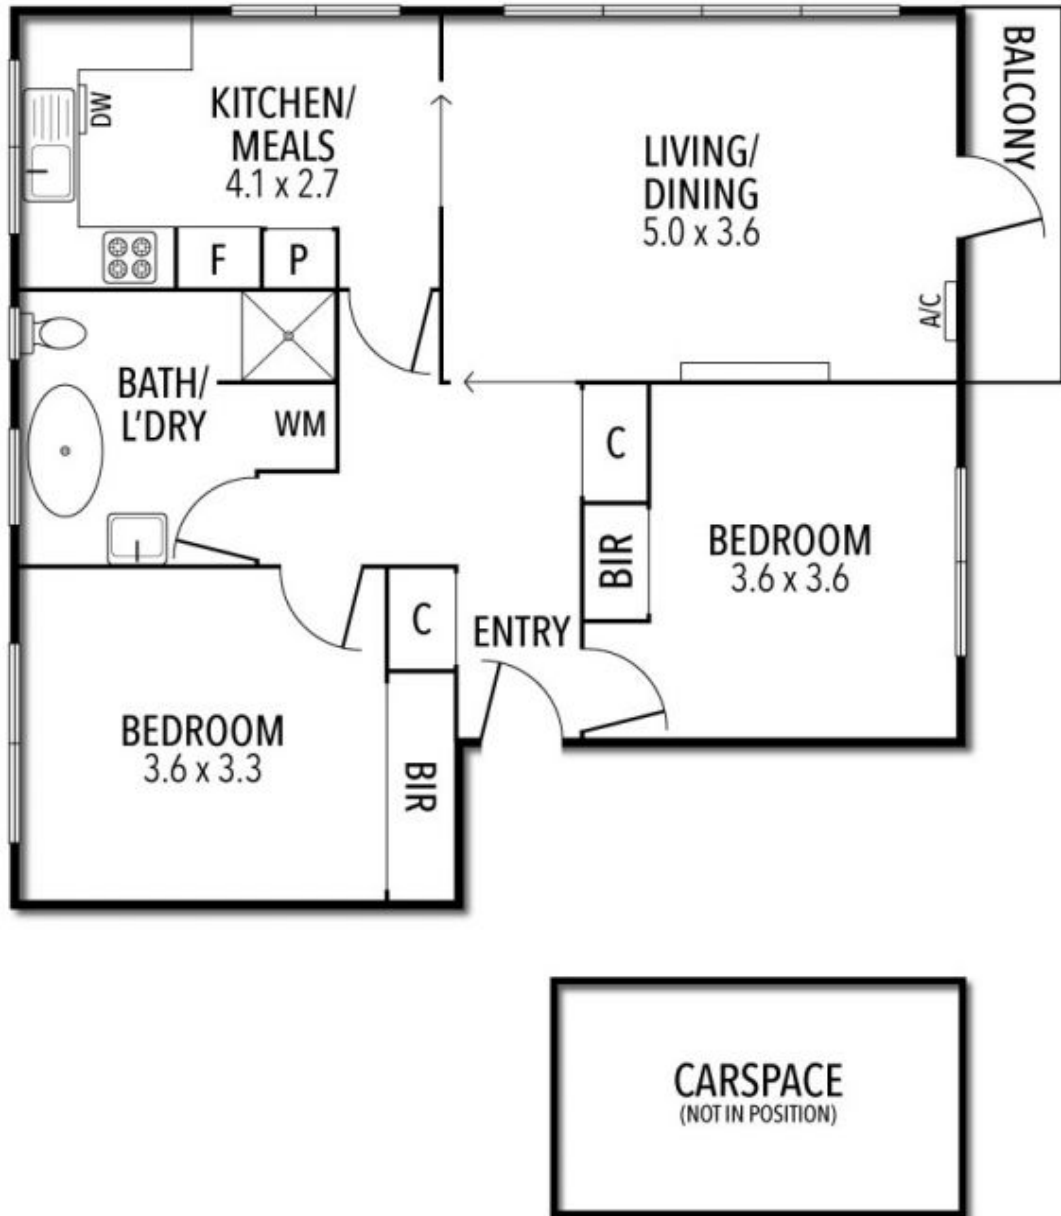 KITCHEN/
MEALS
4.1 x 2.7
DW
F
P
LIVING/
DINING
5.0 x 3.6
BALCONY
A/C
BATH/
L'DRY
WM
C
BIR
BEDROOM
3.6 x 3.6
C
ENTRY
BEDROOM
3.6 x 3.3
BIR
CARSPACE
(NOT IN POSITION)